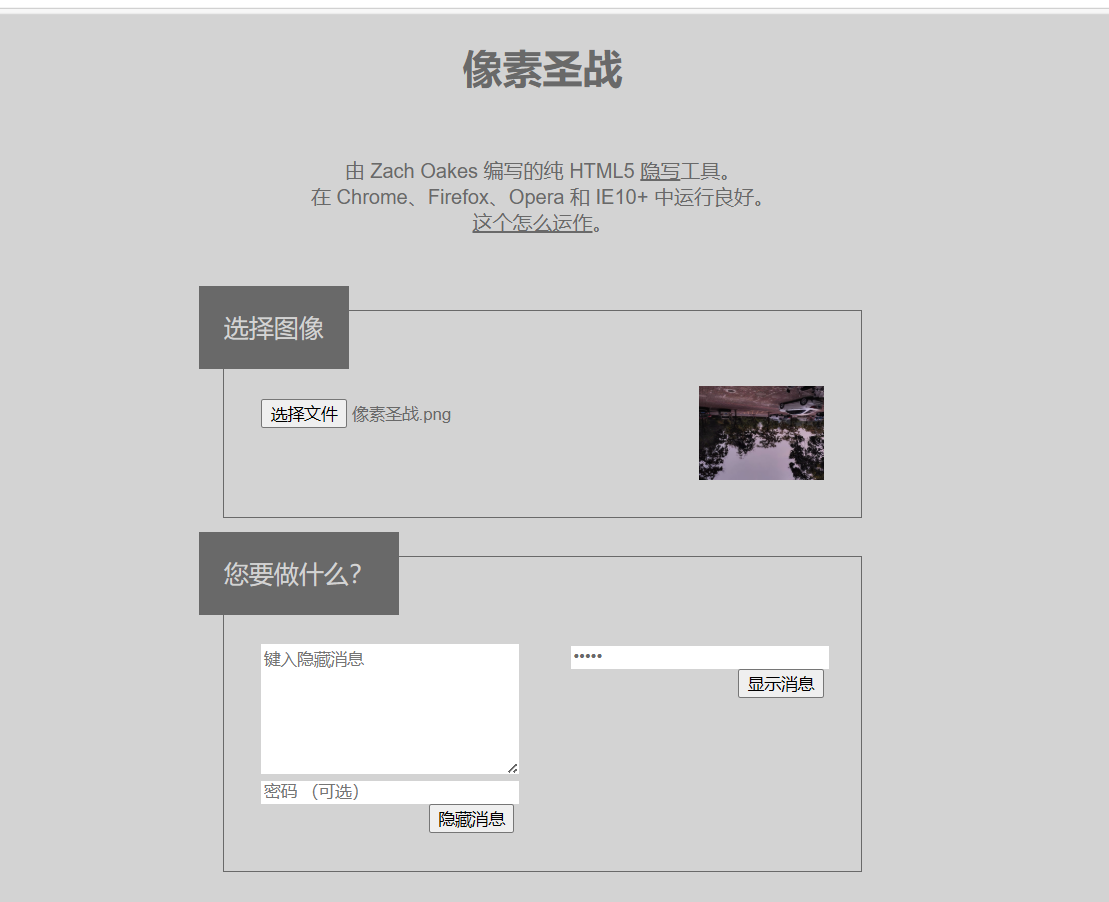 像素圣战
由 Zach Oakes 编写的纯 HTML5 隐写工具。
在 Chrome、Firefox、Opera 和 IE10+ 中运行良好。
这个怎么运作。
选择图像
选择文件 像素圣战.png
您要做什么?
键入隐藏消息
•••••
显示消息
密码 （可选）
隐藏消息